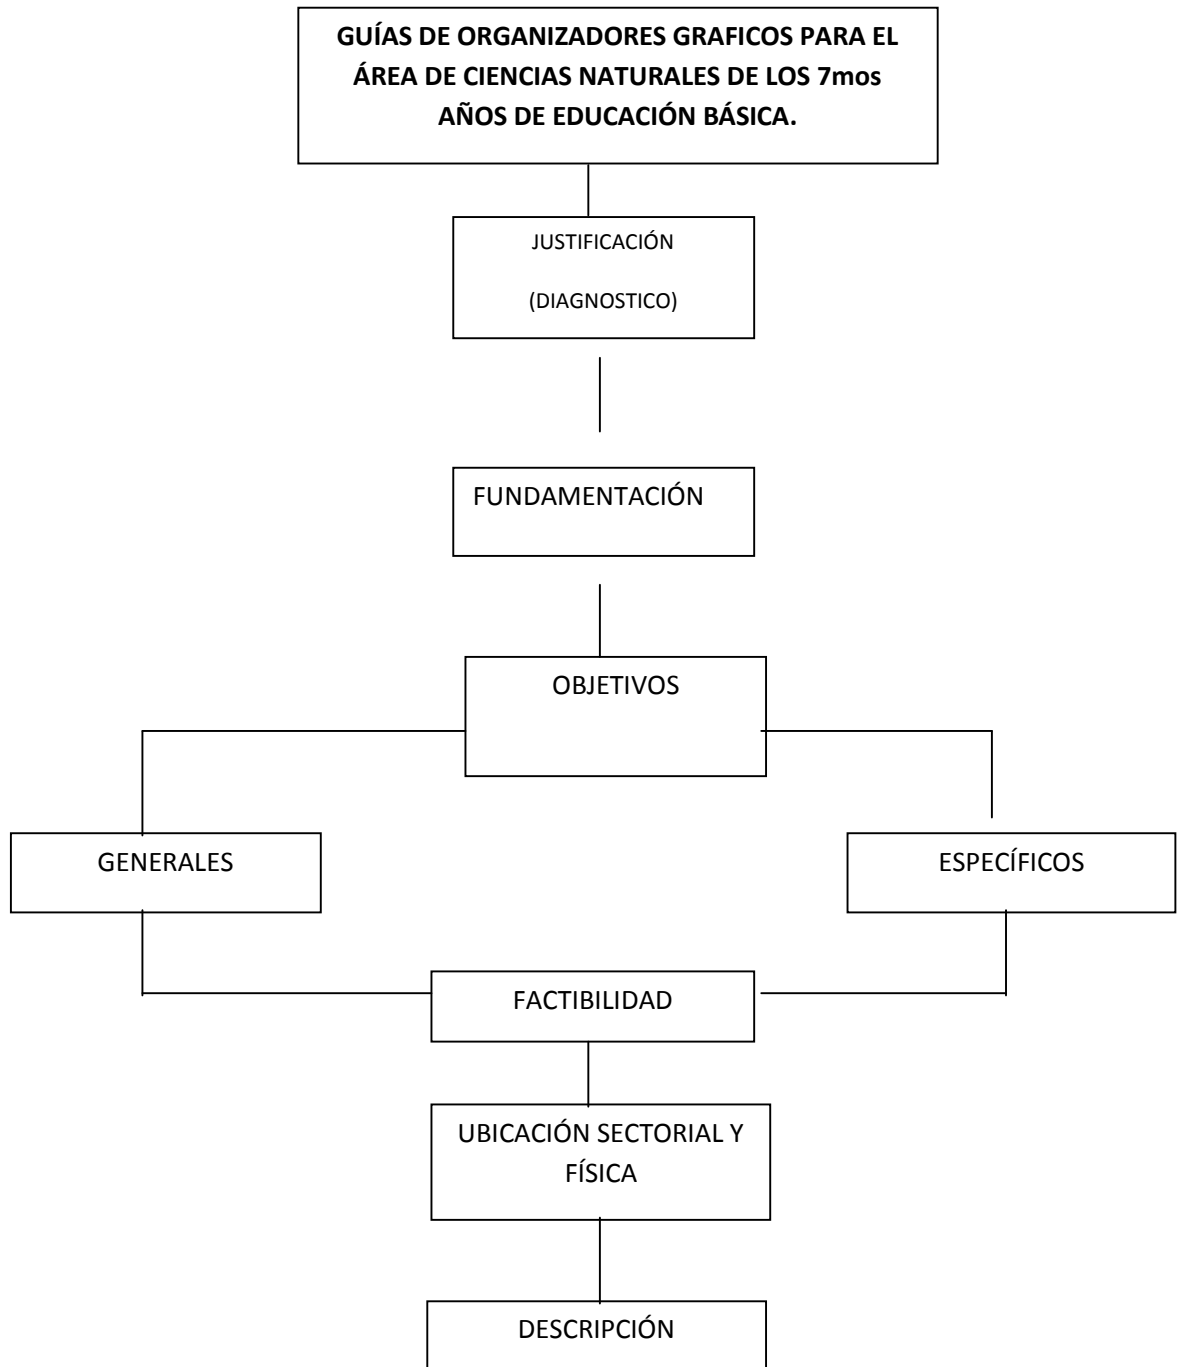 GUÍAS DE ORGANIZADORES GRAFICOS PARA EL
ÁREA DE CIENCIAS NATURALES DE LOS 7mos
AÑOS DE EDUCACIÓN BÁSICA.
JUSTIFICACIÓN
(DIAGNOSTICO)
FUNDAMENTACIÓN
OBJETIVOS
GENERALES
ESPECÍFICOS
FACTIBILIDAD
UBICACIÓN SECTORIAL Y
FÍSICA
DESCRIPCIÓN